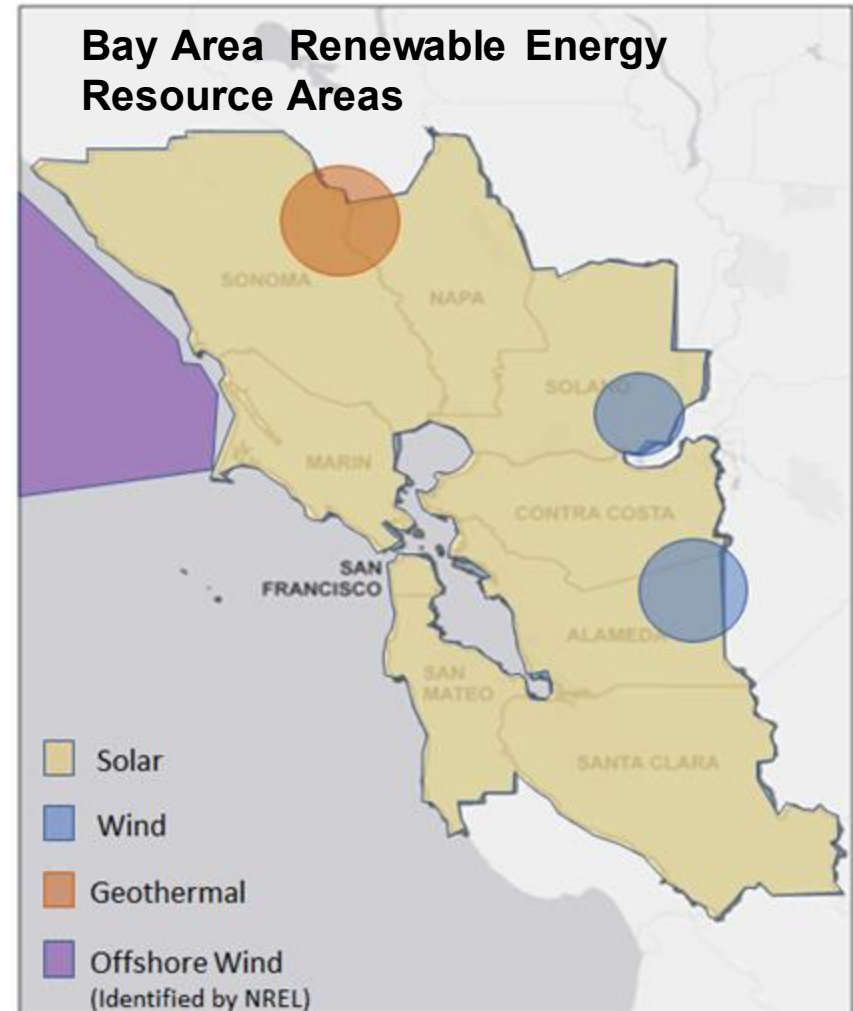 Bay Area Renewable Energy
Resource Areas
SONOMA
NAPA
SOLANO
MARIN
CONTRA COSTA
SAN
FRANCISCO
ALAMEDA
SAN
MATEO
SANTA CLARA
Solar
Wind
Geothermal
Offshore Wind
(Identified by NREL)